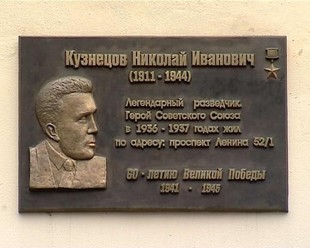 Кузнецов Николай Иванович
(1911 - 1944)
Легендарный разведчик.
Герой Советского Союза
в 1936 - 1937 годах жил
по адресу: проспект Ленина 52/1
60 - летию Великой Победы
1941 - 1945